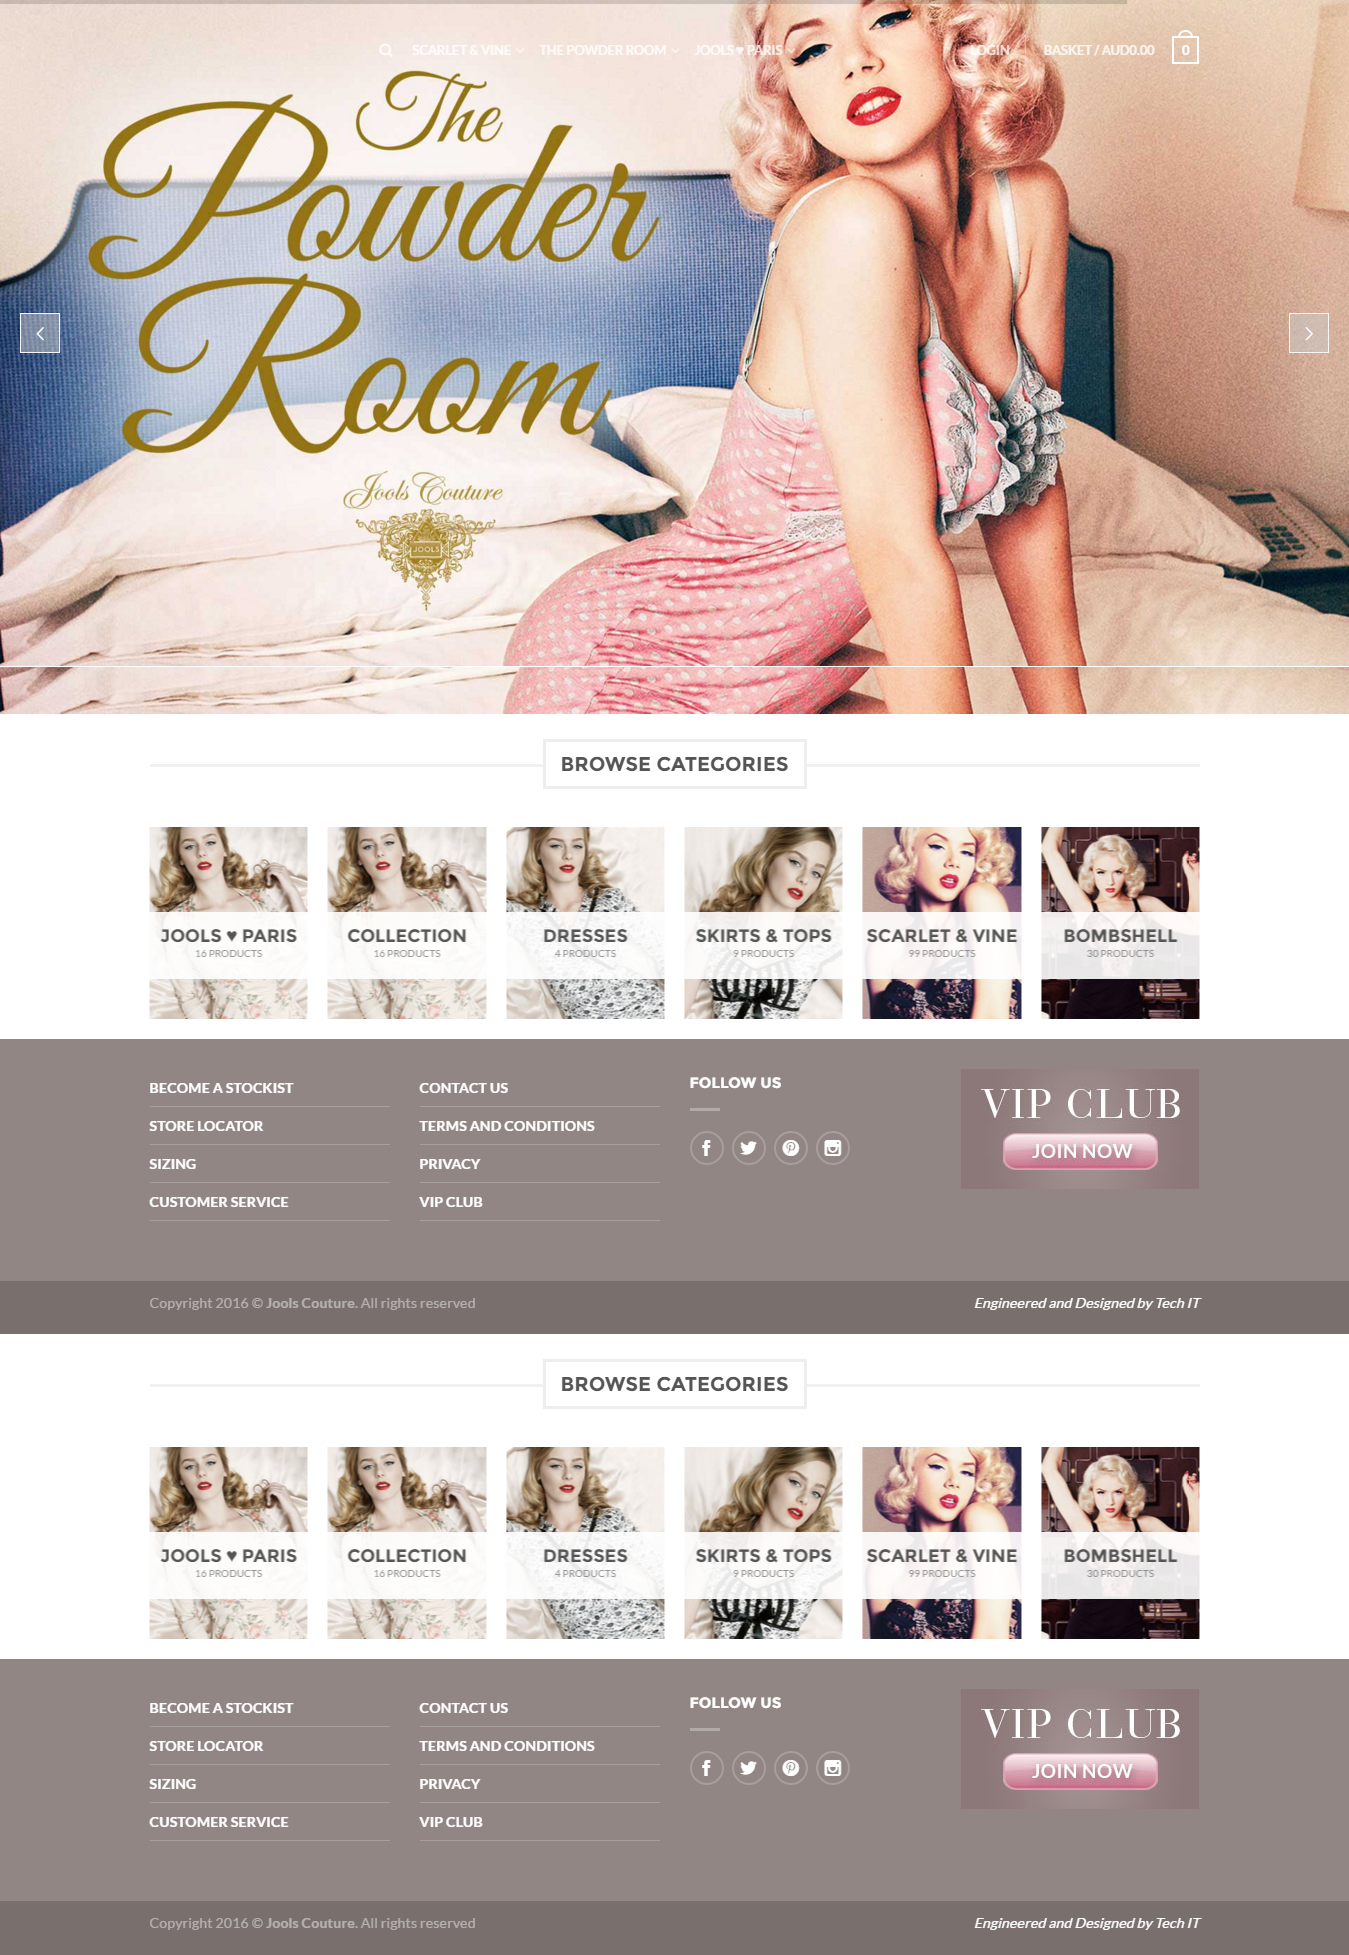 SCARLET & VINE THE POWDER ROOM JOOLS ♥ PARIS LOGIN BASKET / AUD0.00 0
The
Powder
Room
Jools Couture
JOOLS
BROWSE CATEGORIES
JOOLS ♥ PARIS COLLECTION DRESSES SKIRTS & TOPS SCARLET & VINE BOMBSHELL
16 PRODUCTS 16 PRODUCTS 4 PRODUCTS 9 PRODUCTS 99 PRODUCTS 30 PRODUCTS
BECOME A STOCKIST
STORE LOCATOR
SIZING
CUSTOMER SERVICE
CONTACT US
TERMS AND CONDITIONS
PRIVACY
VIP CLUB
FOLLOW US
VIP CLUB
JOIN NOW
Copyright 2016 © Jools Couture. All rights reserved
Engineered and Designed by Tech IT
BROWSE CATEGORIES
JOOLS ♥ PARIS COLLECTION DRESSES SKIRTS & TOPS SCARLET & VINE BOMBSHELL
16 PRODUCTS 16 PRODUCTS 4 PRODUCTS 9 PRODUCTS 99 PRODUCTS 30 PRODUCTS
BECOME A STOCKIST
STORE LOCATOR
SIZING
CUSTOMER SERVICE
CONTACT US
TERMS AND CONDITIONS
PRIVACY
VIP CLUB
FOLLOW US
VIP CLUB
JOIN NOW
Copyright 2016 © Jools Couture. All rights reserved
Engineered and Designed by Tech IT